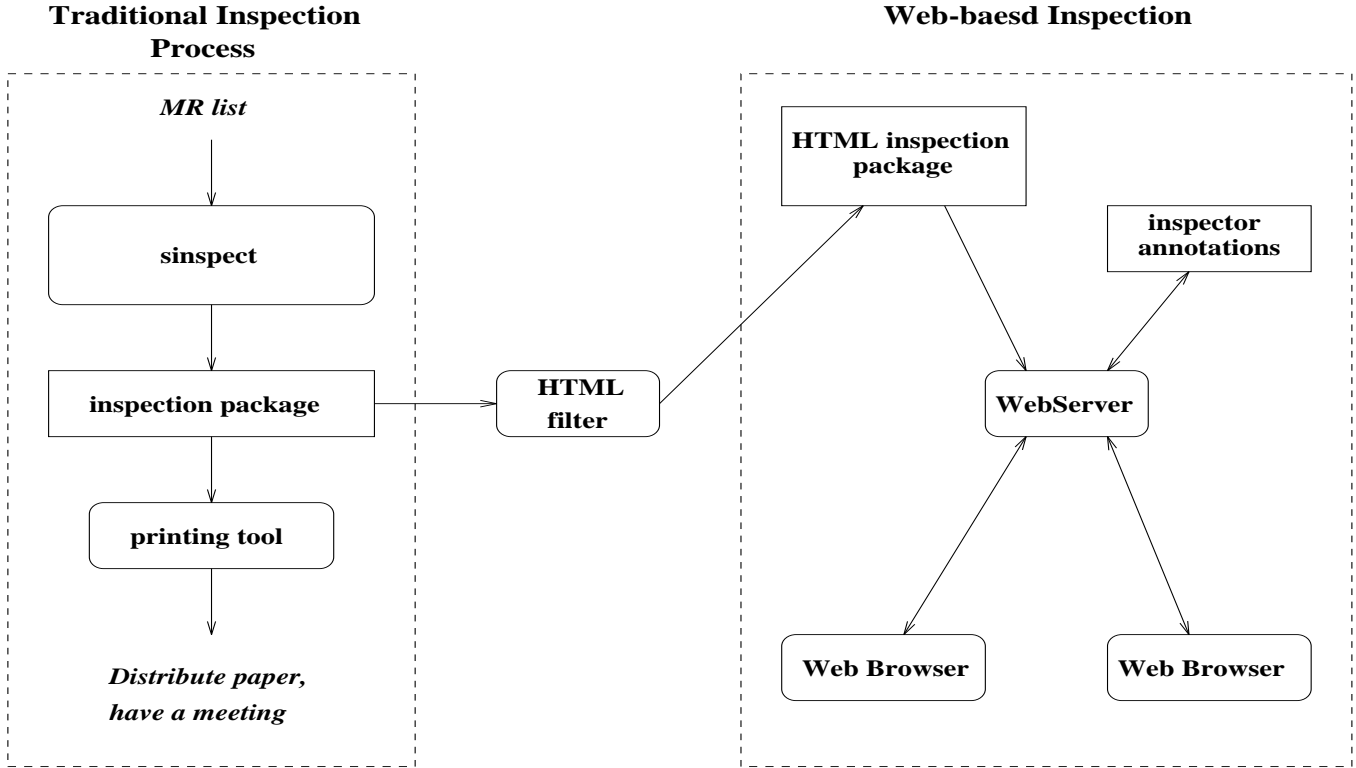 Traditional Inspection
Process
MR list
sinspect
inspection package
printing tool
Distribute paper,
have a meeting
HTML
filter
Web-baesd Inspection
HTML inspection
package
inspector
annotations
WebServer
Web Browser
Web Browser